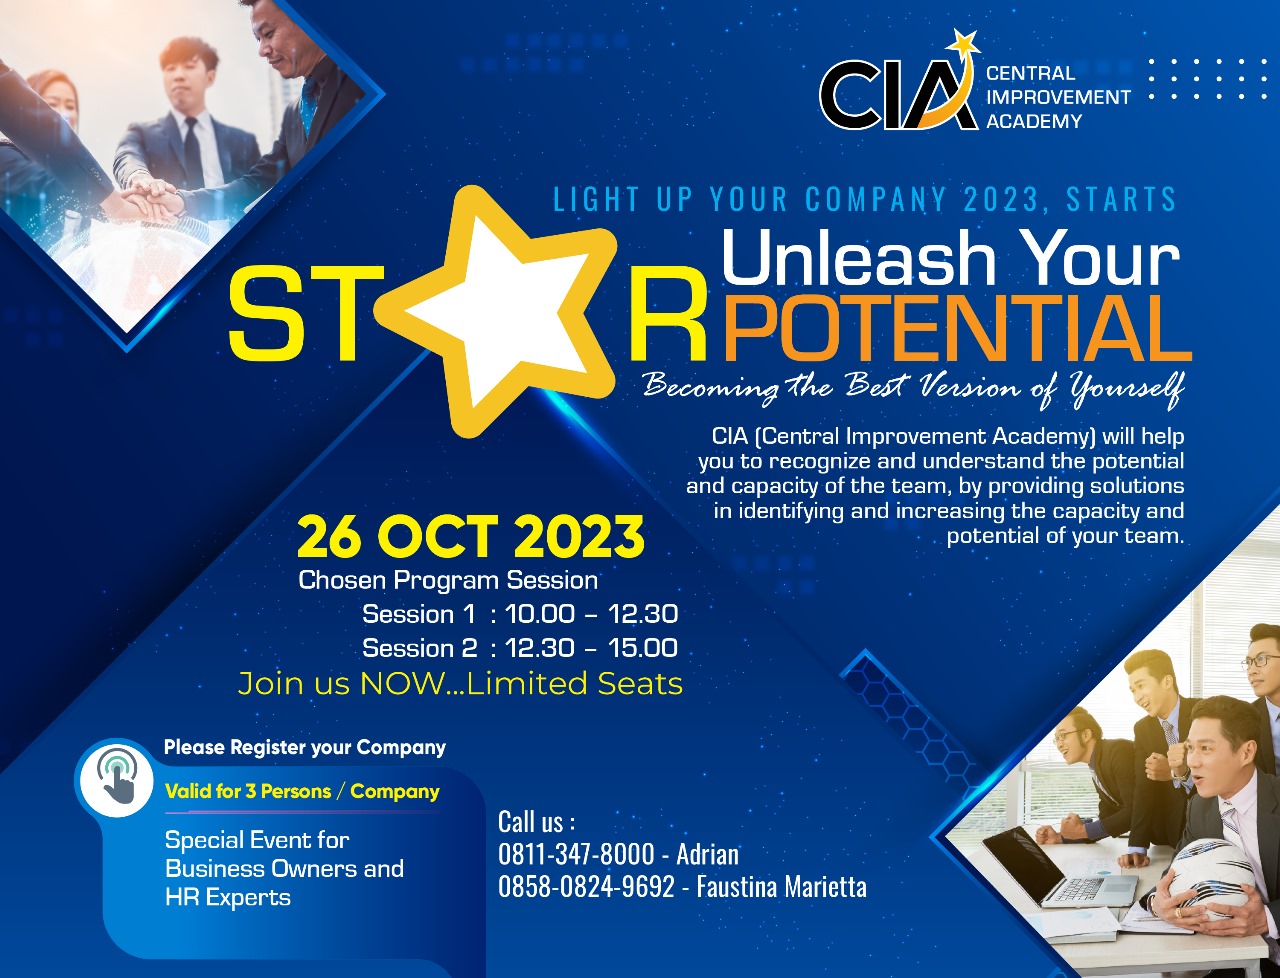 CIA
CENTRAL
IMPROVEMENT
ACADEMY
LIGHT UP YOUR COMPANY 2023, STARTS
ST R
Unleash Your
POTENTIAL
Becoming the Best Version of Yourself
CIA (Central Improvement Academy) will help
you to recognize and understand the potential
and capacity of the team, by providing solutions
in identifying and increasing the capacity and
potential of your team.
26 OCT 2023
Chosen Program Session
Session 1 : 10.00 – 12.30
Session 2 : 12.30 – 15.00
Join us NOW...Limited Seats
Please Register your Company
Valid for 3 Persons / Company
Special Event for
Business Owners and
HR Experts
Call us :
0811-347-8000 - Adrian
0858-0824-9692 - Faustina Marietta